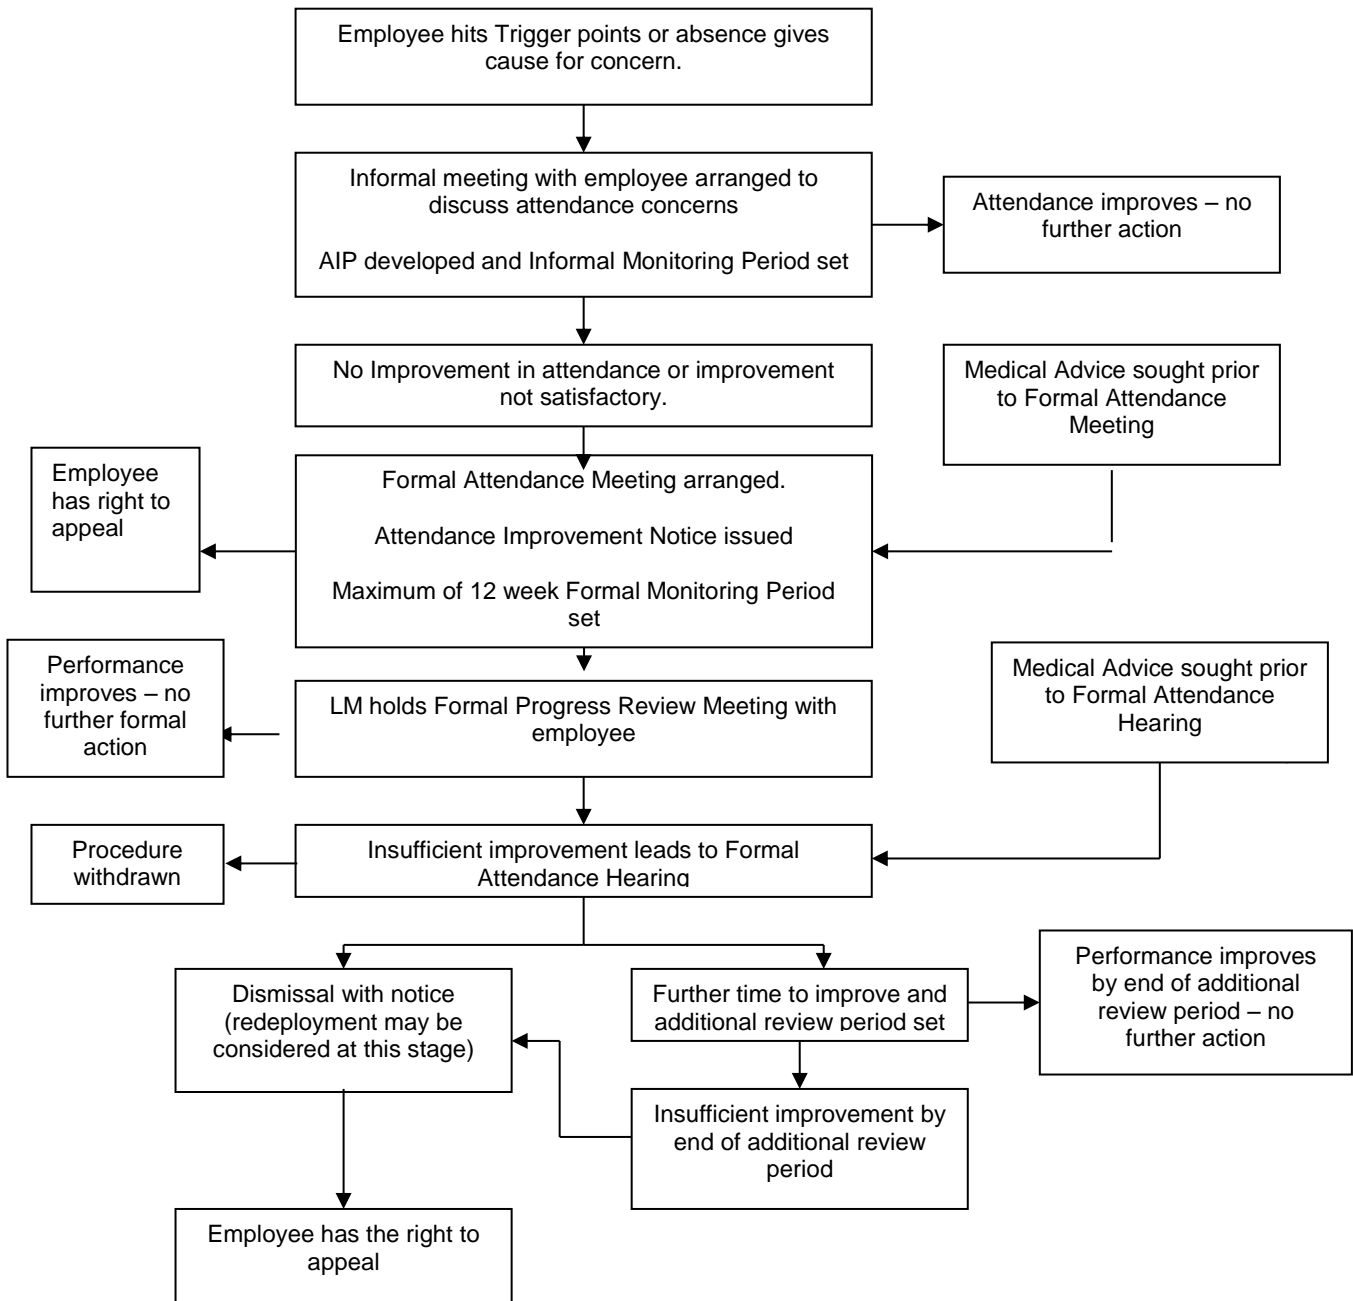 Employee hits Trigger points or absence gives
cause for concern.
Informal meeting with employee arranged to
discuss attendance concerns
AIP developed and Informal Monitoring Period set
Attendance improves – no
further action
No Improvement in attendance or improvement
not satisfactory.
Medical Advice sought prior
to Formal Attendance
Meeting
Employee
has right to
appeal
Formal Attendance Meeting arranged.
Attendance Improvement Notice issued
Maximum of 12 week Formal Monitoring Period
set
Performance
improves – no
further formal
action
LM holds Formal Progress Review Meeting with
employee
Medical Advice sought prior
to Formal Attendance
Hearing
Procedure
withdrawn
Insufficient improvement leads to Formal
Attendance Hearing
Dismissal with notice
(redeployment may be
considered at this stage)
Further time to improve and
additional review period set
Performance improves
by end of additional
review period – no
further action
Insufficient improvement by
end of additional review
period
Employee has the right to
appeal